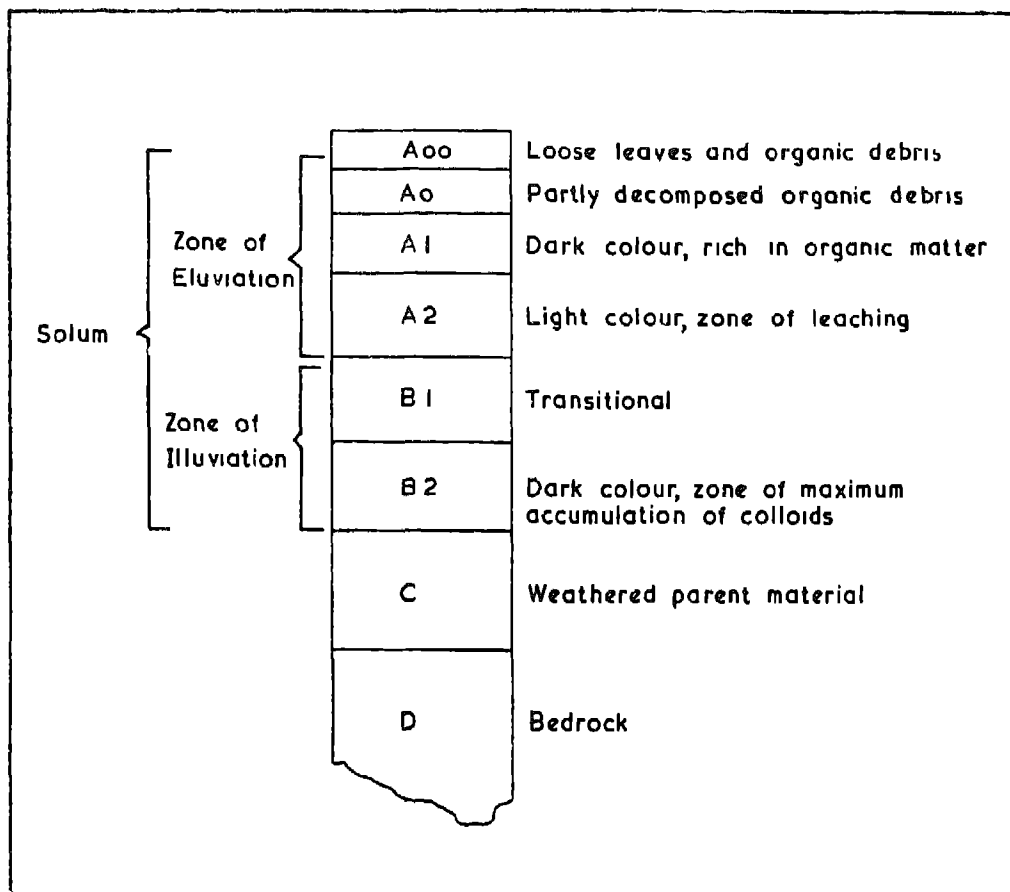 Aoo Loose leaves and organic debris
Ao Partly decomposed organic debris
Zone of
Eluviation
A1 Dark colour, rich in organic matter
A2 Light colour, zone of leaching
Solum
Zone of
Illuviation
B1 Transitional
B2 Dark colour, zone of maximum
accumulation of colloids
C Weathered parent material
D Bedrock